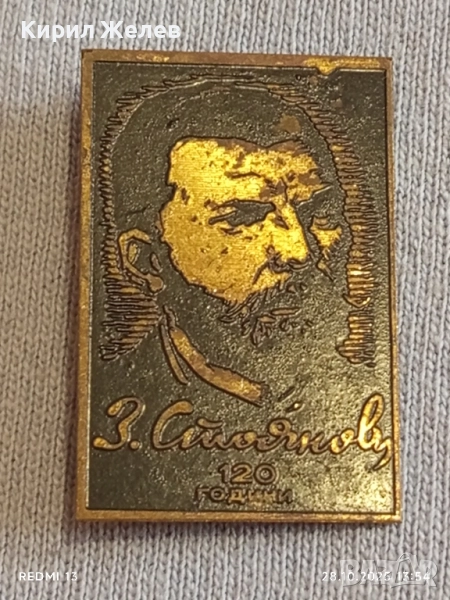 Кирил Желев
З. Стояновъ
120
ГОДИНИ
REDMI 13
28.10.2025 13:54